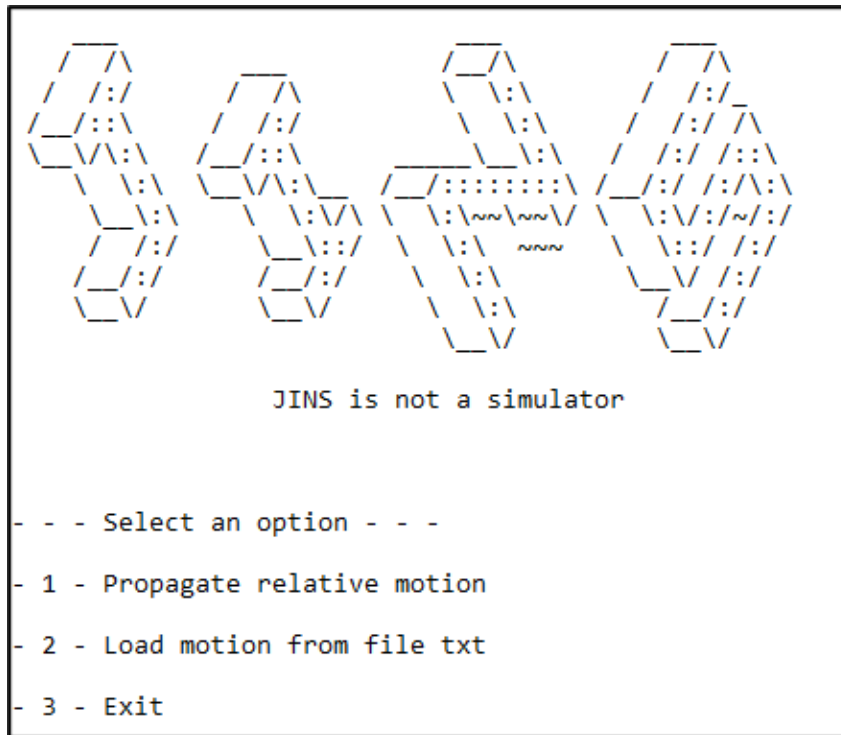 JINS is not a simulator
- - - Select an option - - -
- 1 - Propagate relative motion
- 2 - Load motion from file txt
- 3 - Exit